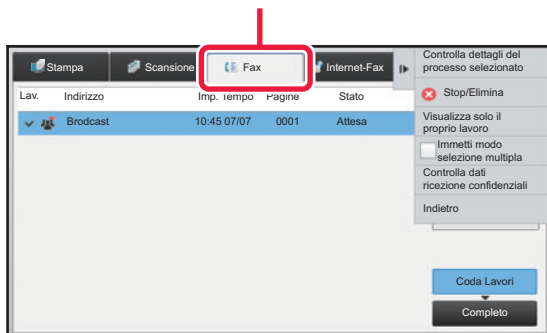 Stampa
Scansione
Fax
Internet-Fax
Lav.
Indirizzo
Imp. Tempo
Pagine
Stato
Brodcast
10:45 07/07
0001
Attesa
Controlla dettagli del
processo selezionato
Stop/Elimina
Visualizza solo il
proprio lavoro
Immetti modo
selezione multipla
Controlla dati
ricezione confidenziali
Indietro
Coda Lavori
Completo